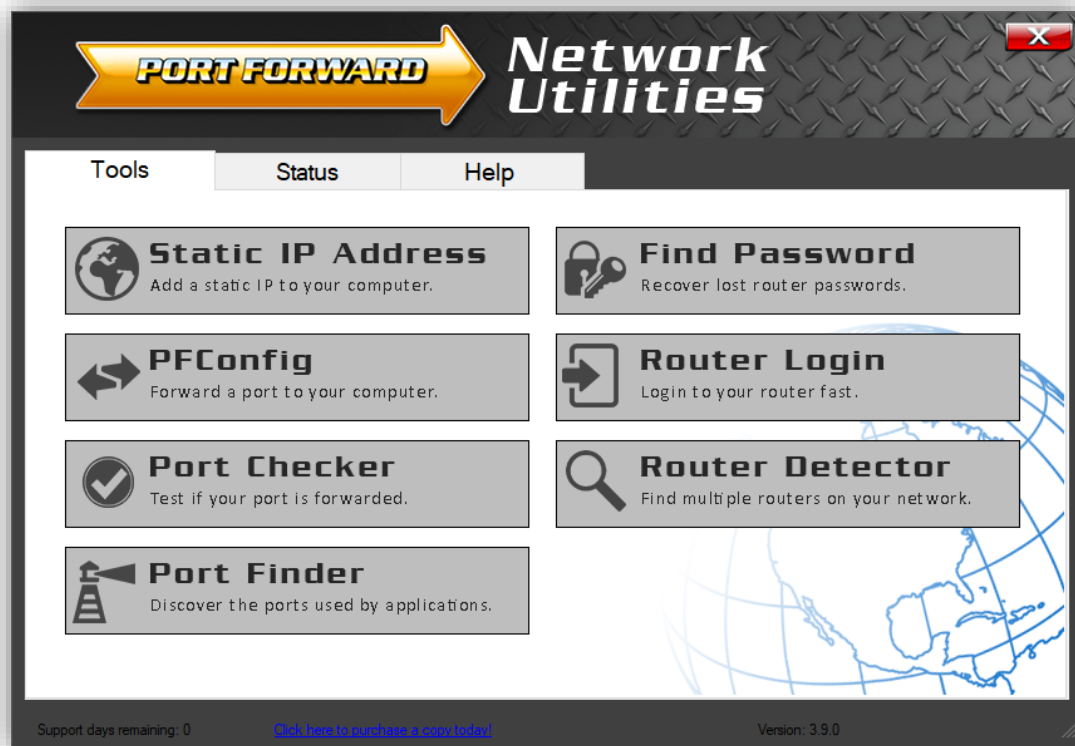 PORT FORWARD
Network
Utilities
X
Tools
Status
Help
Static IP Address
Add a static IP to your computer.
Find Password
Recover lost router passwords.
PFConfig
Forward a port to your computer.
Router Login
Login to your router fast.
Port Checker
Test if your port is forwarded.
Router Detector
Find multiple routers on your network.
Port Finder
Discover the ports used by applications.
Support days remaining: 0
Click here to purchase a copy today!
Version: 3.9.0